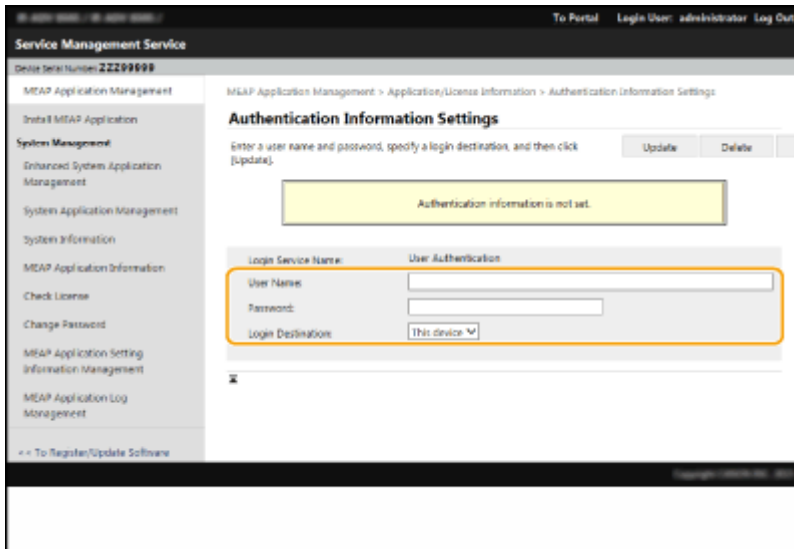 To Portal Login User: administrator Log Out
Service Management Service
Device Serial Number: ZZZ99999
MEAP Application Management
MEAP Application Management > Application/License Information > Authentication Information Settings
Install MEAP Application
Authentication Information Settings
System Management
Enter a user name and password, specify a login destination, and then click
[Update].
Update
Delete
Enhanced System Application
Management
Authentication information is not set.
System Application Management
System Information
Login Service Name:
User Authentication
MEAP Application Information
User Name:
Check License
Password:
Change Password
Login Destination:
This device
MEAP Application Setting
Information Management
MEAP Application Log
Management
<< To Register/Update Software
Copyright CANON INC.